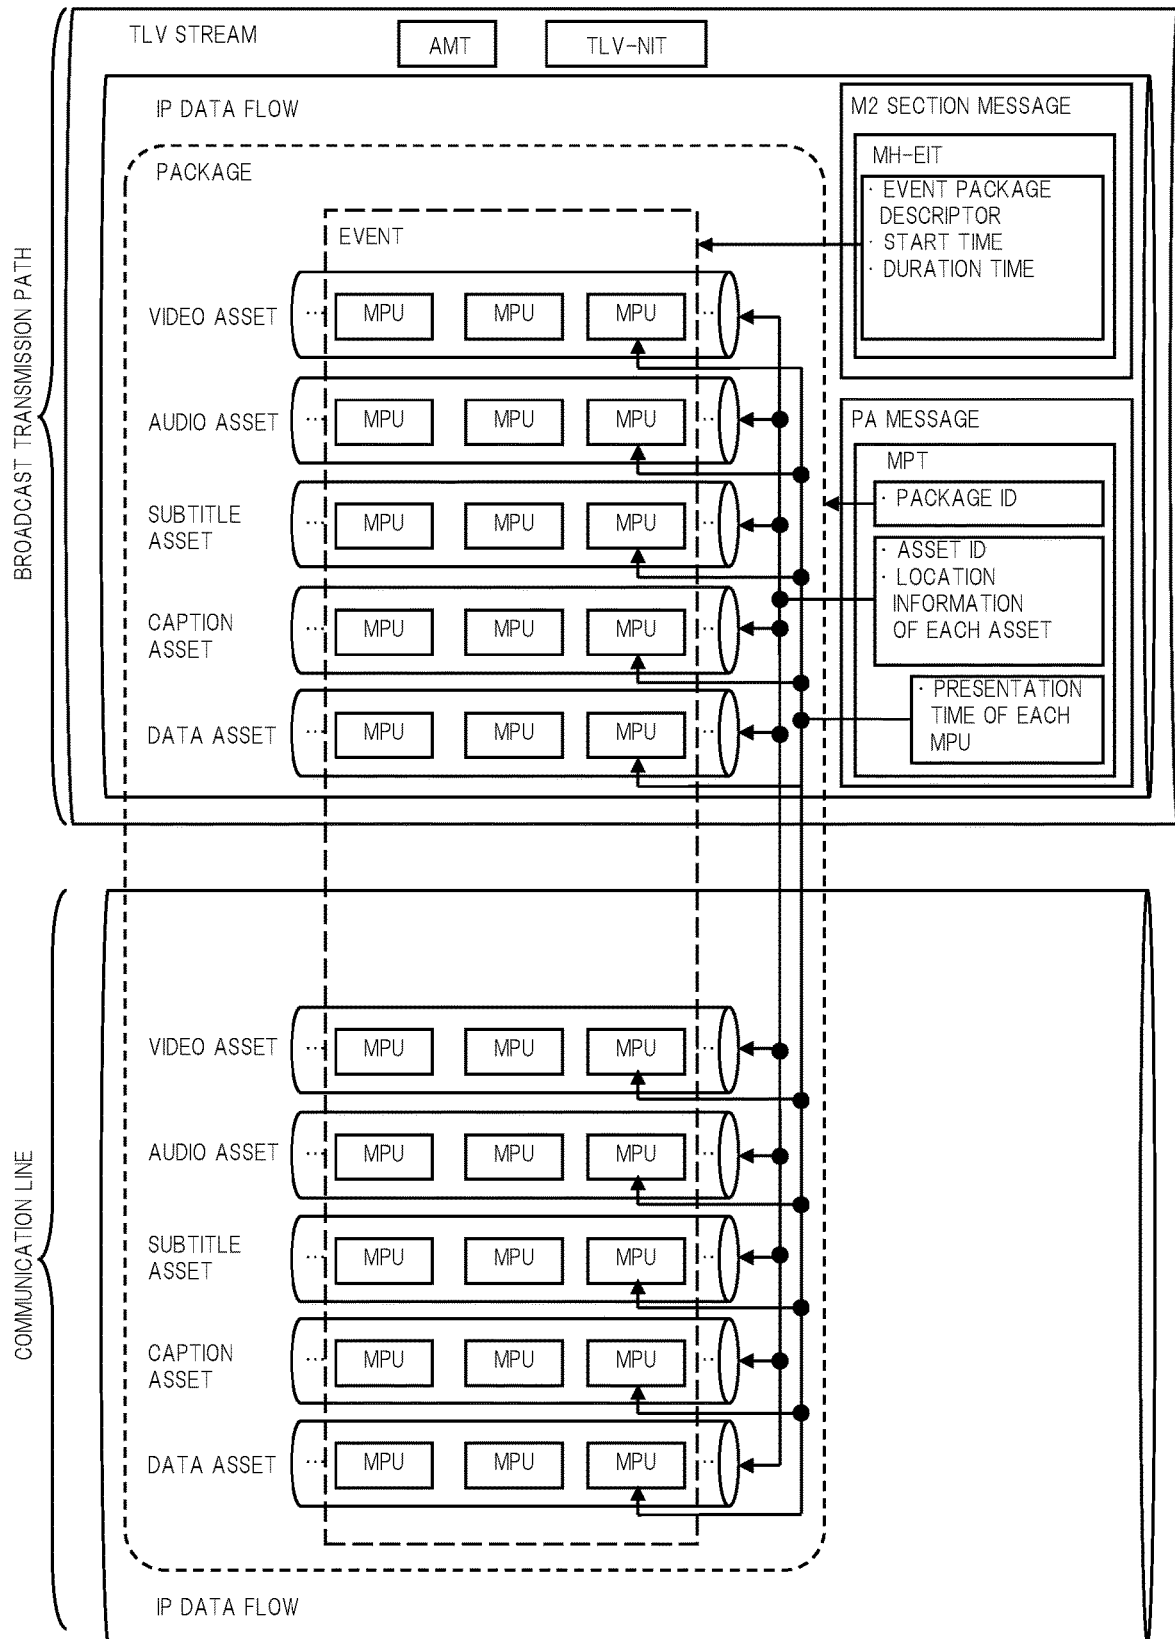 BROADCAST TRANSMISSION PATH
TLV STREAM
AMT
TLV-NIT
IP DATA FLOW
PACKAGE
EVENT
M2 SECTION MESSAGE
MH-EIT
· EVENT PACKAGE
DESCRIPTOR
· START TIME
· DURATION TIME
VIDEO ASSET
... MPU MPU MPU ...
AUDIO ASSET
... MPU MPU MPU ...
SUBTITLE
ASSET
... MPU MPU MPU ...
CAPTION
ASSET
... MPU MPU MPU ...
DATA ASSET
... MPU MPU MPU ...
PA MESSAGE
MPT
· PACKAGE ID
· ASSET ID
· LOCATION
INFORMATION
OF EACH ASSET
· PRESENTATION
TIME OF EACH
MPU
COMMUNICATION LINE
VIDEO ASSET
... MPU MPU MPU ...
AUDIO ASSET
... MPU MPU MPU ...
SUBTITLE
ASSET
... MPU MPU MPU ...
CAPTION
ASSET
... MPU MPU MPU ...
DATA ASSET
... MPU MPU MPU ...
IP DATA FLOW